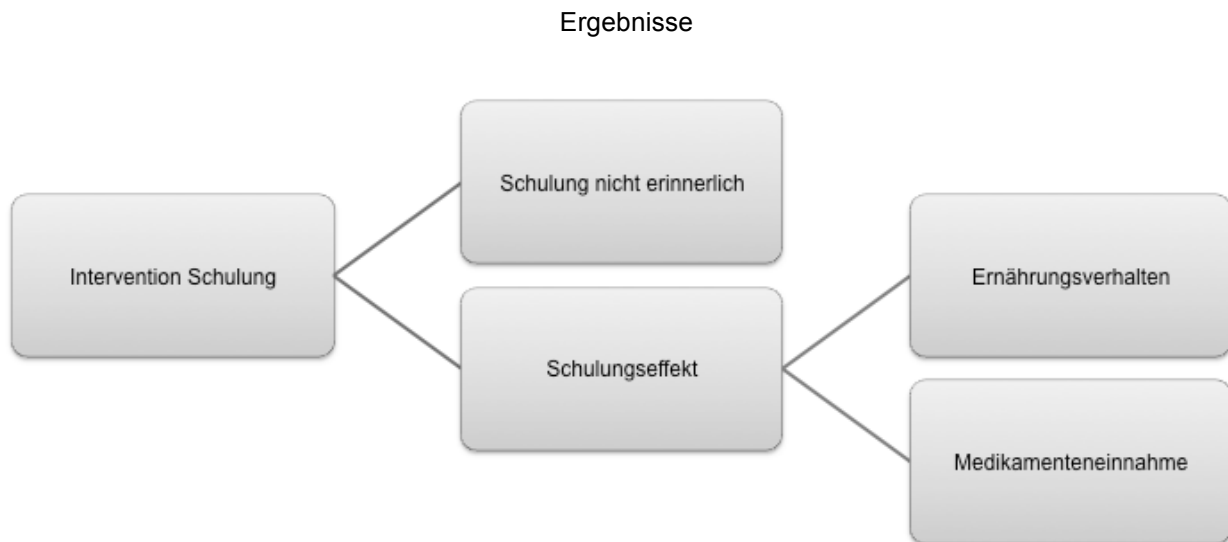 Ergebnisse
Intervention Schulung
Schulung nicht erinnerlich
Schulungseffekt
Ernährungsverhalten
Medikamenteneinnahme